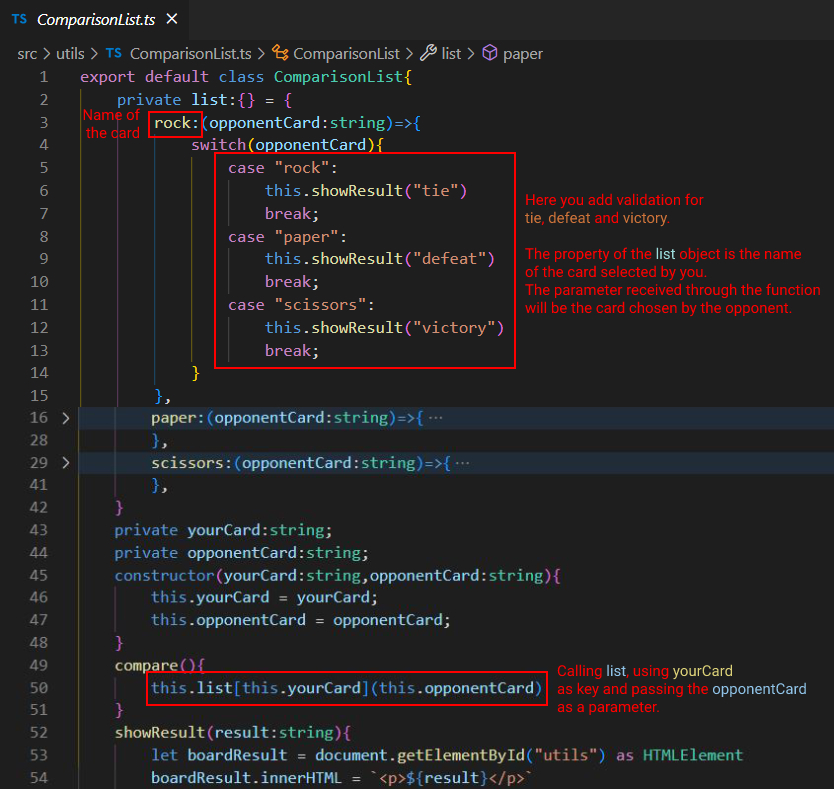 TS ComparisonList.ts ✕
src > utils > TS ComparisonList.ts > ComparisonList > list > paper
1 export default class ComparisonList{
2 private list:{} = {
3 rock:(opponentCard:string)=>{
Name of
the card
4 switch(opponentCard){
5 case "rock":
6 this.showResult("tie")
7 break;
8 case "paper":
9 this.showResult("defeat")
10 break;
11 case "scissors":
12 this.showResult("victory")
13 break;
14 }
15 },
Here you add validation for
tie, defeat and victory.
The property of the list object is the name
of the card selected by you.
The parameter received through the function
will be the card chosen by the opponent.
16 > paper:(opponentCard:string)=>{ ···
28 },
29 > scissors:(opponentCard:string)=>{ ···
41 },
42 }
43 private yourCard:string;
44 private opponentCard:string;
45 constructor(yourCard:string,opponentCard:string){
46 this.yourCard = yourCard;
47 this.opponentCard = opponentCard;
48 }
49 compare(){
50 this.list[this.yourCard](this.opponentCard)
51 }
Calling list, using yourCard
as key and passing the opponentCard
as a parameter.
52 showResult(result:string){
53 let boardResult = document.getElementById("utils") as HTMLElement
54 boardResult.innerHTML = `<p>${result}</p>`